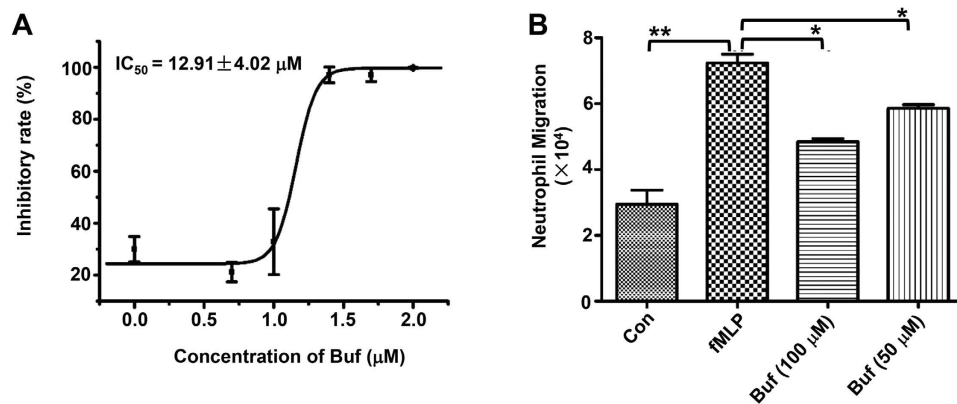 A
IC50 = 12.91±4.02 μM
Inhibitory rate (%)
100
80
60
40
20
0.0 0.5 1.0 1.5 2.0
Concentration of Buf (μM)
B
** * *
Neutrophil Migration
(×10⁴)
8
6
4
2
0
Con
fMLP
Buf (100 μM)
Buf (50 μM)